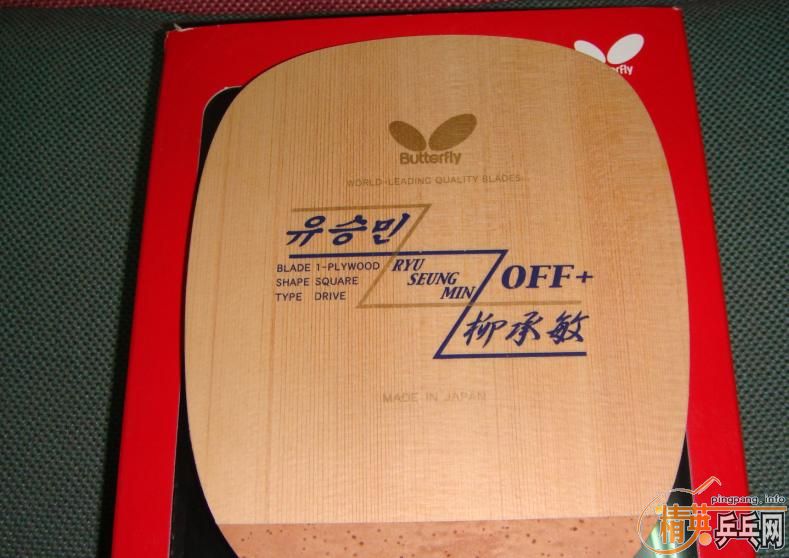 Butterfly
Butterfly
WORLD-LEADING QUALITY BLADES
유승민
BLADE 1-PLYWOOD
SHAPE SQUARE
TYPE DRIVE
RYU
SEUNG
MIN
OFF+
柳承敏
MADE IN JAPAN
pingpang.info
精英乒乓网